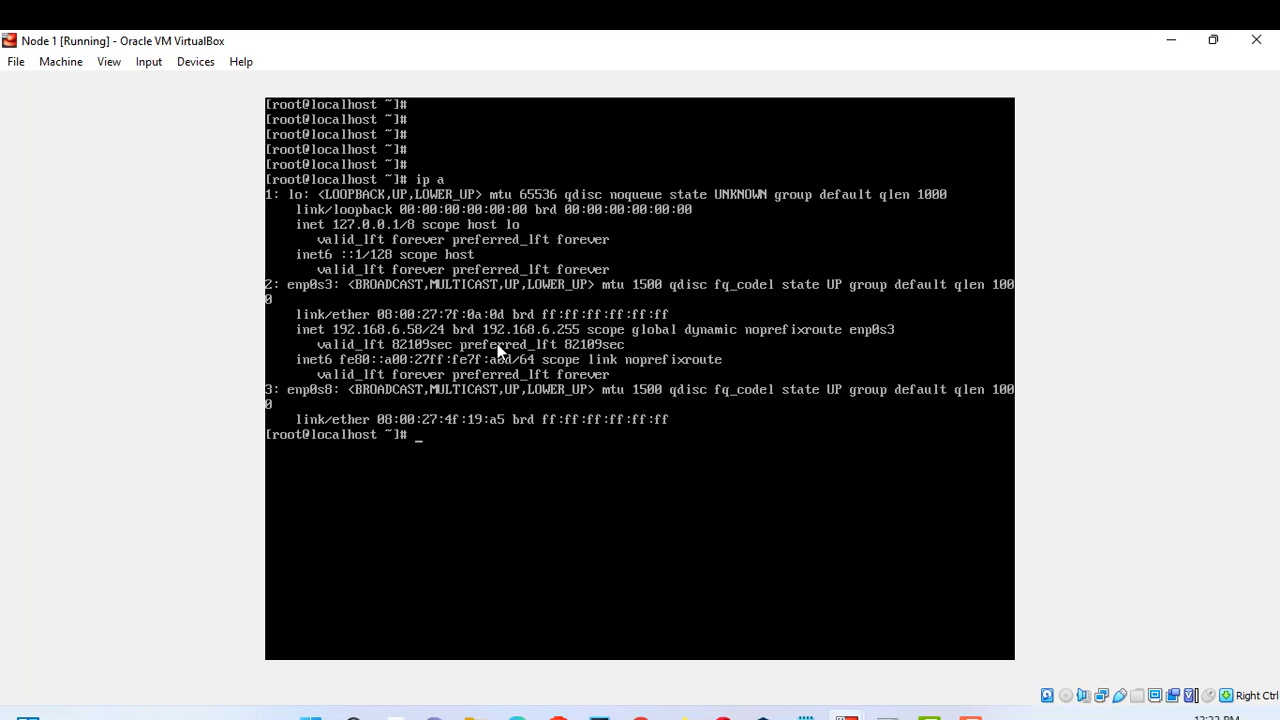 Node 1 [Running] - Oracle VM VirtualBox
File Machine View Input Devices Help
[root@localhost ~]#
[root@localhost ~]#
[root@localhost ~]#
[root@localhost ~]#
[root@localhost ~]#
[root@localhost ~]# ip a
1: lo: <LOOPBACK,UP,LOWER_UP> mtu 65536 qdisc noqueue state UNKNOWN group default qlen 1000
link/loopback 00:00:00:00:00:00 brd 00:00:00:00:00:00
inet 127.0.0.1/8 scope host lo
valid_lft forever preferred_lft forever
inet6 ::1/128 scope host
valid_lft forever preferred_lft forever
2: enp0s3: <BROADCAST,MULTICAST,UP,LOWER_UP> mtu 1500 qdisc fq_codel state UP group default qlen 100
0
link/ether 08:00:27:7f:0a:0d brd ff:ff:ff:ff:ff:ff
inet 192.168.6.58/24 brd 192.168.6.255 scope global dynamic noprefixroute enp0s3
valid_lft 82109sec preferred_lft 82109sec
inet6 fe80::a00:27ff:fe7f:a0d/64 scope link noprefixroute
valid_lft forever preferred_lft forever
3: enp0s8: <BROADCAST,MULTICAST,UP,LOWER_UP> mtu 1500 qdisc fq_codel state UP group default qlen 100
0
link/ether 08:00:27:4f:19:a5 brd ff:ff:ff:ff:ff:ff
[root@localhost ~]# _
Right Ctrl